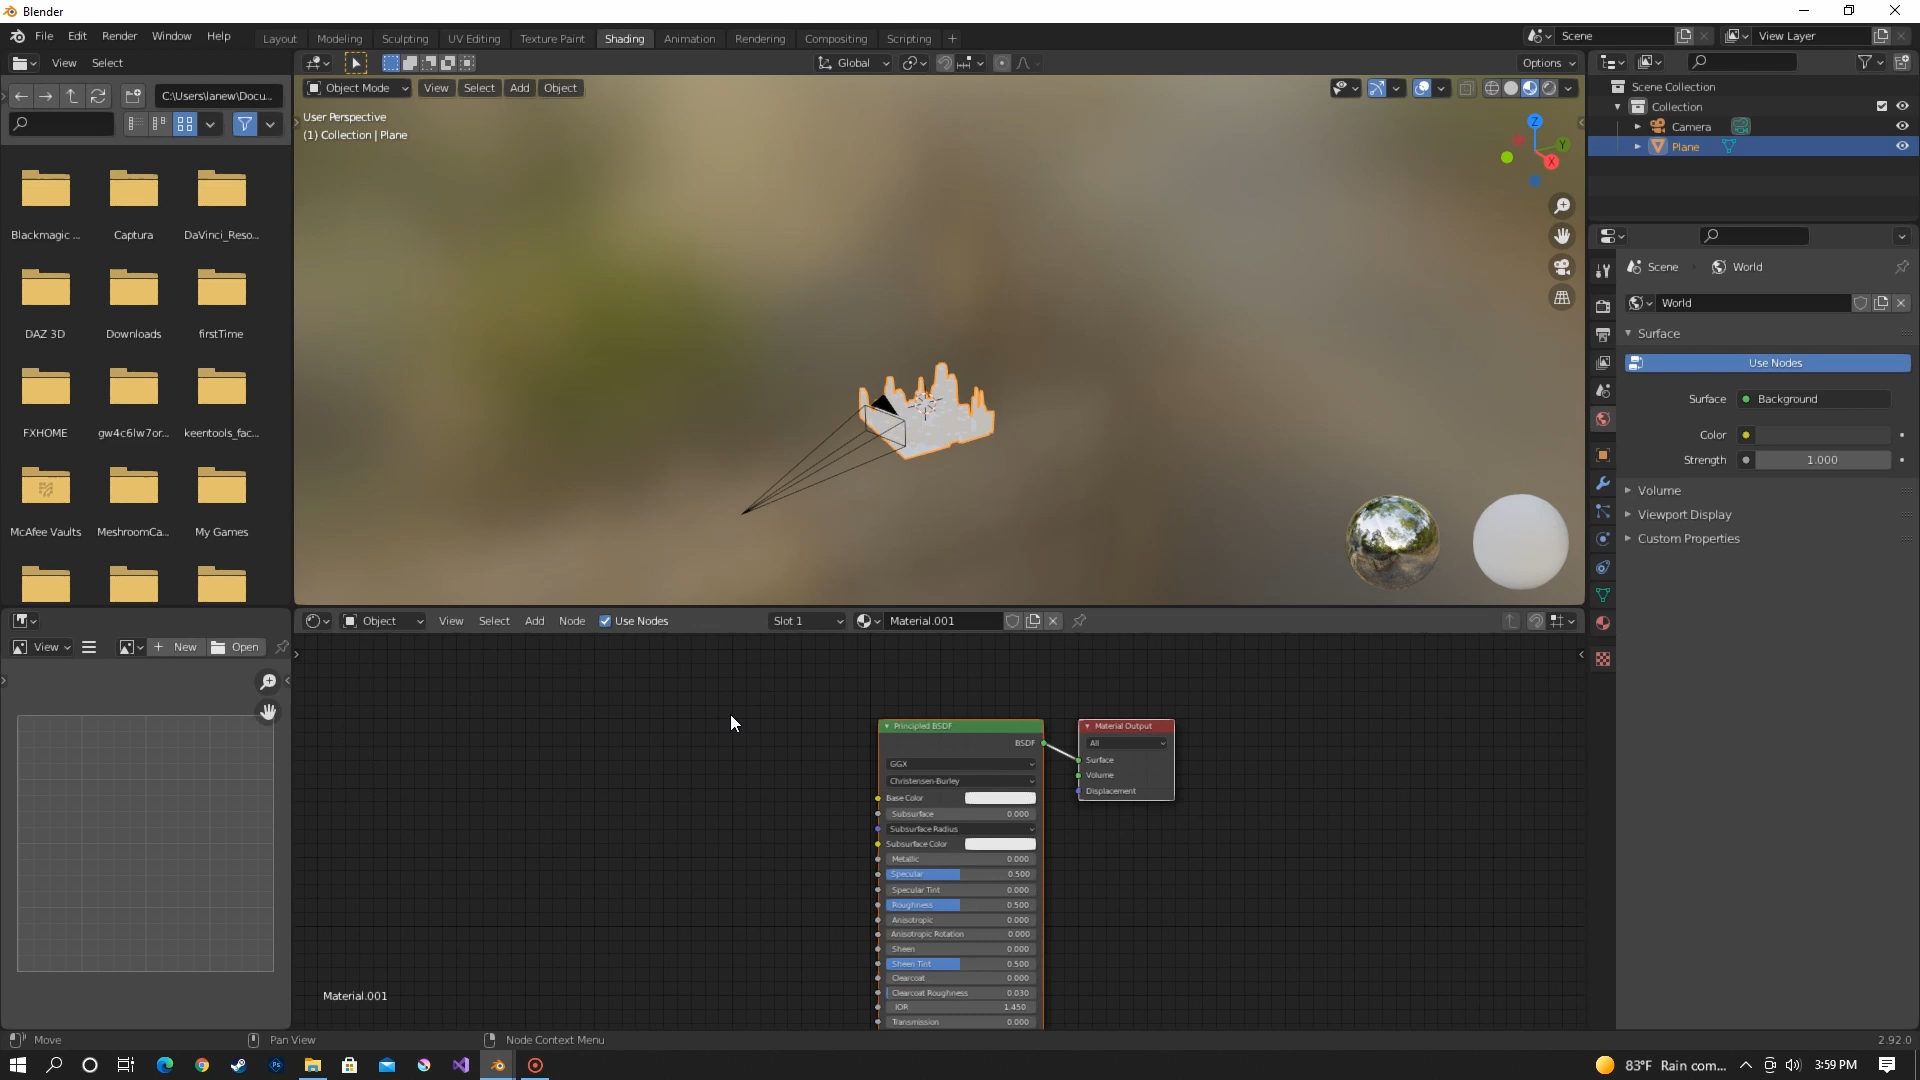 Blender
File Edit Render Window Help
Layout Modeling Sculpting UV Editing Texture Paint Shading Animation Rendering Compositing Scripting +
Scene
View Layer
View Select
Global
Options
C:\Users\lanew\Docu...
Object Mode View Select Add Object
User Perspective
(1) Collection | Plane
Z
Y
X
Scene Collection
Collection
Camera
Plane
Blackmagic ... Captura DaVinci_Reso...
DAZ 3D Downloads firstTime
FXHOME gw4c6lw7or... keentools_fac...
McAfee Vaults MeshroomCa... My Games
Scene World
World
Surface
Use Nodes
Surface Background
Color
Strength 1.000
Volume
Viewport Display
Custom Properties
Object View Select Add Node Use Nodes Slot 1 Material.001
View New Open
Principled BSDF
BSDF
GGX
Christensen-Burley
Base Color
Subsurface 0.000
Subsurface Radius
Subsurface Color
Metallic 0.000
Specular 0.500
Specular Tint 0.000
Roughness 0.500
Anisotropic 0.000
Anisotropic Rotation 0.000
Sheen 0.000
Sheen Tint 0.500
Clearcoat 0.000
Clearcoat Roughness 0.030
IOR 1.450
Transmission 0.000
Material Output
All
Surface
Volume
Displacement
Material.001
Move Pan View Node Context Menu 2.92.0
83°F Rain com... 3:59 PM